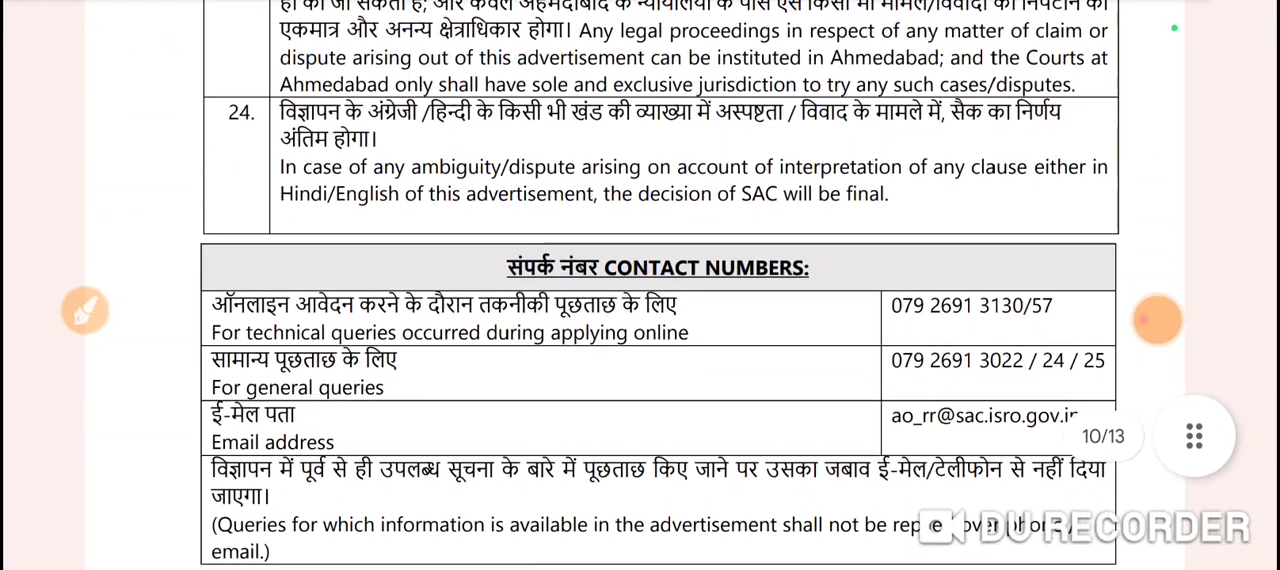 एकमात्र और अनन्य क्षेत्राधिकार होगा। Any legal proceedings in respect of any matter of claim or
dispute arising out of this advertisement can be instituted in Ahmedabad; and the Courts at
Ahmedabad only shall have sole and exclusive jurisdiction to try any such cases/disputes.
24. विज्ञापन के अंग्रेजी /हिन्दी के किसी भी खंड की व्याख्या में अस्पष्टता / विवाद के मामले में, सैक का निर्णय
अंतिम होगा।
In case of any ambiguity/dispute arising on account of interpretation of any clause either in
Hindi/English of this advertisement, the decision of SAC will be final.
संपर्क नंबर CONTACT NUMBERS:
ऑनलाइन आवेदन करने के दौरान तकनीकी पूछताछ के लिए 079 2691 3130/57
For technical queries occurred during applying online
सामान्य पूछताछ के लिए 079 2691 3022 / 24 / 25
For general queries
ई-मेल पता ao_rr@sac.isro.gov.in
Email address
10/13
विज्ञापन में पूर्व से ही उपलब्ध सूचना के बारे में पूछताछ किए जाने पर उसका जबाव ई-मेल/टेलीफोन से नहीं दिया
जाएगा।
(Queries for which information is available in the advertisement shall not be over phone
email.)
DU RECORDER